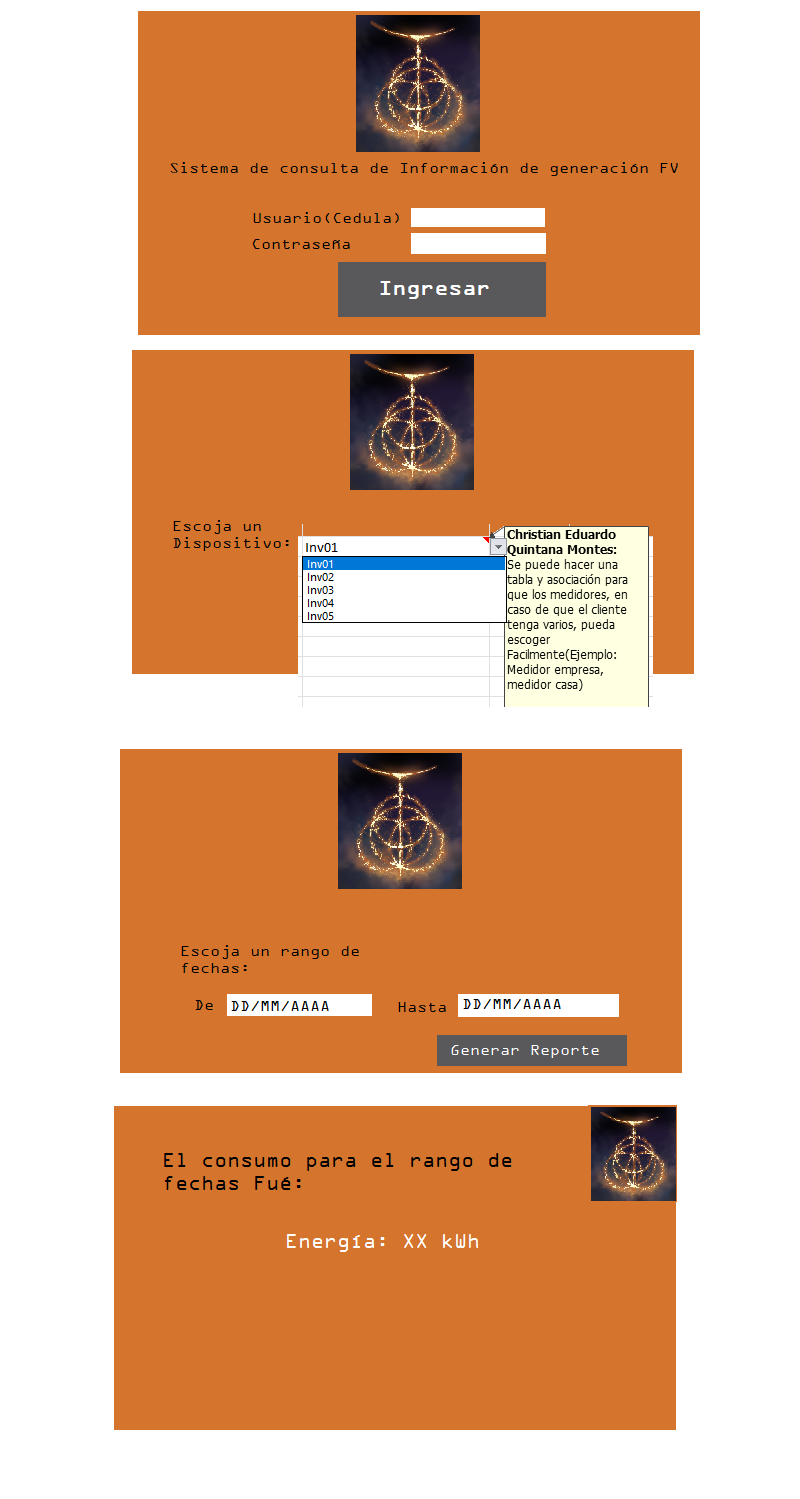 Sistema de consulta de Información de generación FV
Usuario(Cedula)
Contraseña
Ingresar
Escoja un
Dispositivo:
Inv01
Inv01
Inv02
Inv03
Inv04
Inv05
Christian Eduardo
Quintana Montes:
Se puede hacer una
tabla y asociación para
que los medidores, en
caso de que el cliente
tenga varios, pueda
escoger
Facilmente(Ejemplo:
Medidor empresa,
medidor casa)
Escoja un rango de
fechas:
De DD/MM/AAAA Hasta DD/MM/AAAA
Generar Reporte
El consumo para el rango de
fechas Fué:
Energía: XX kWh